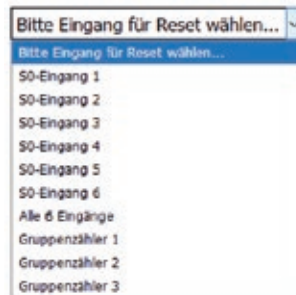 Bitte Eingang für Reset wählen...
Bitte Eingang für Reset wählen...
S0-Eingang 1
S0-Eingang 2
S0-Eingang 3
S0-Eingang 4
S0-Eingang 5
S0-Eingang 6
Alle 6 Eingänge
Gruppenzähler 1
Gruppenzähler 2
Gruppenzähler 3